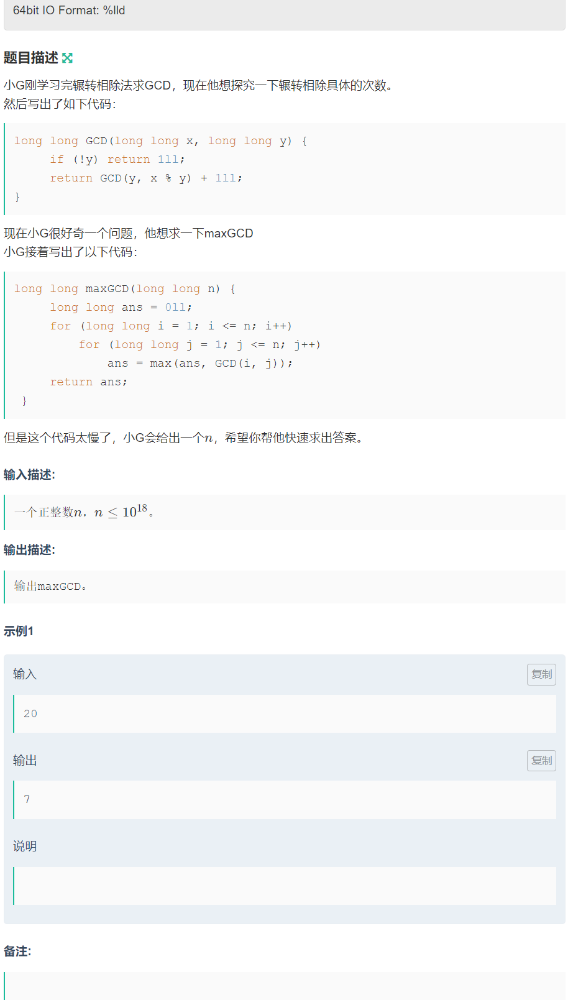 64bit IO Format: %lld
题目描述
小G刚学习完辗转相除法求GCD，现在他想探究一下辗转相除具体的次数。
然后写出了如下代码：
long long GCD(long long x, long long y) {
     if (!y) return 1ll;
     return GCD(y, x % y) + 1ll;
}
现在小G很好奇一个问题，他想求一下maxGCD
小G接着写出了以下代码：
long long maxGCD(long long n) {
     long long ans = 0ll;
     for (long long i = 1; i <= n; i++)
         for (long long j = 1; j <= n; j++)
             ans = max(ans, GCD(i, j));
     return ans;
 }
但是这个代码太慢了，小G会给出一个n，希望你帮他快速求出答案。
输入描述:
一个正整数n，n ≤ 10^18。
输出描述:
输出maxGCD。
示例1
输入
复制
20
输出
复制
7
说明
备注: